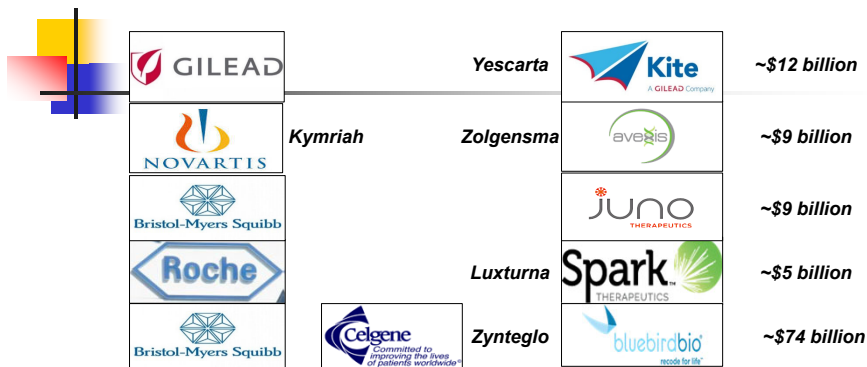 GILEAD
Yescarta
Kite
A GILEAD Company
~$12 billion
NOVARTIS
Kymriah
Zolgensma
avexis
~$9 billion
Bristol-Myers Squibb
JUNO
THERAPEUTICS
~$9 billion
Roche
Luxturna
Spark™
THERAPEUTICS
~$5 billion
Bristol-Myers Squibb
Celgene
Committed to
improving the lives
of patients worldwide®
Zynteglo
bluebirdbio®
recode for life™
~$74 billion